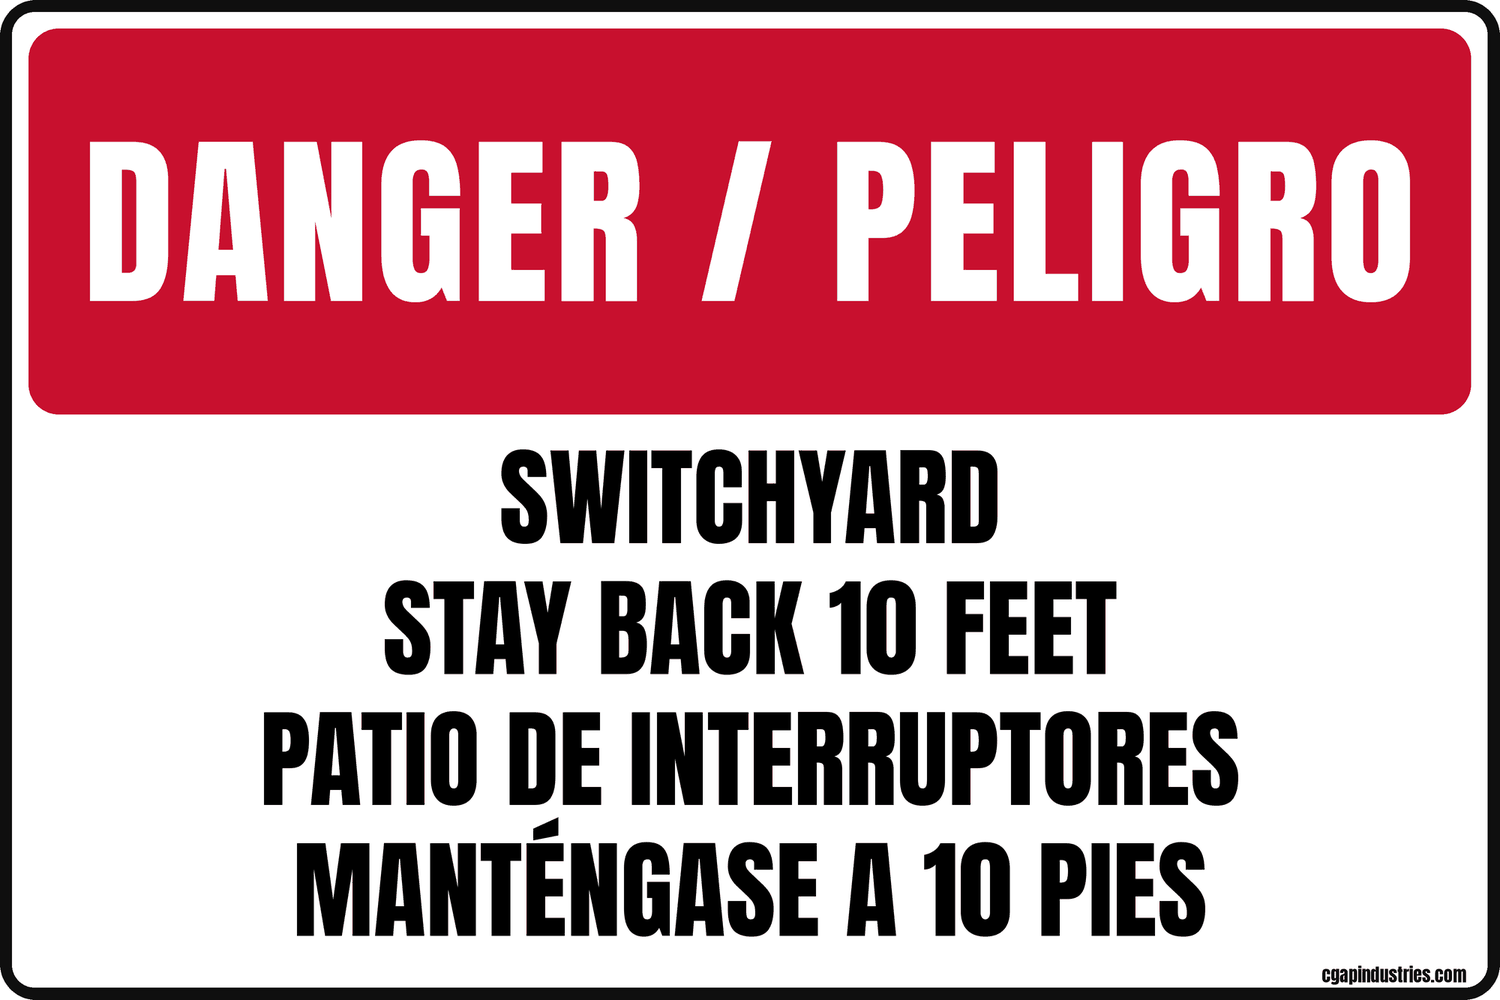 DANGER / PELIGRO
SWITCHYARD
STAY BACK 10 FEET
PATIO DE INTERRUPTORES
MANTÉNGASE A 10 PIES
cgapindustries.com